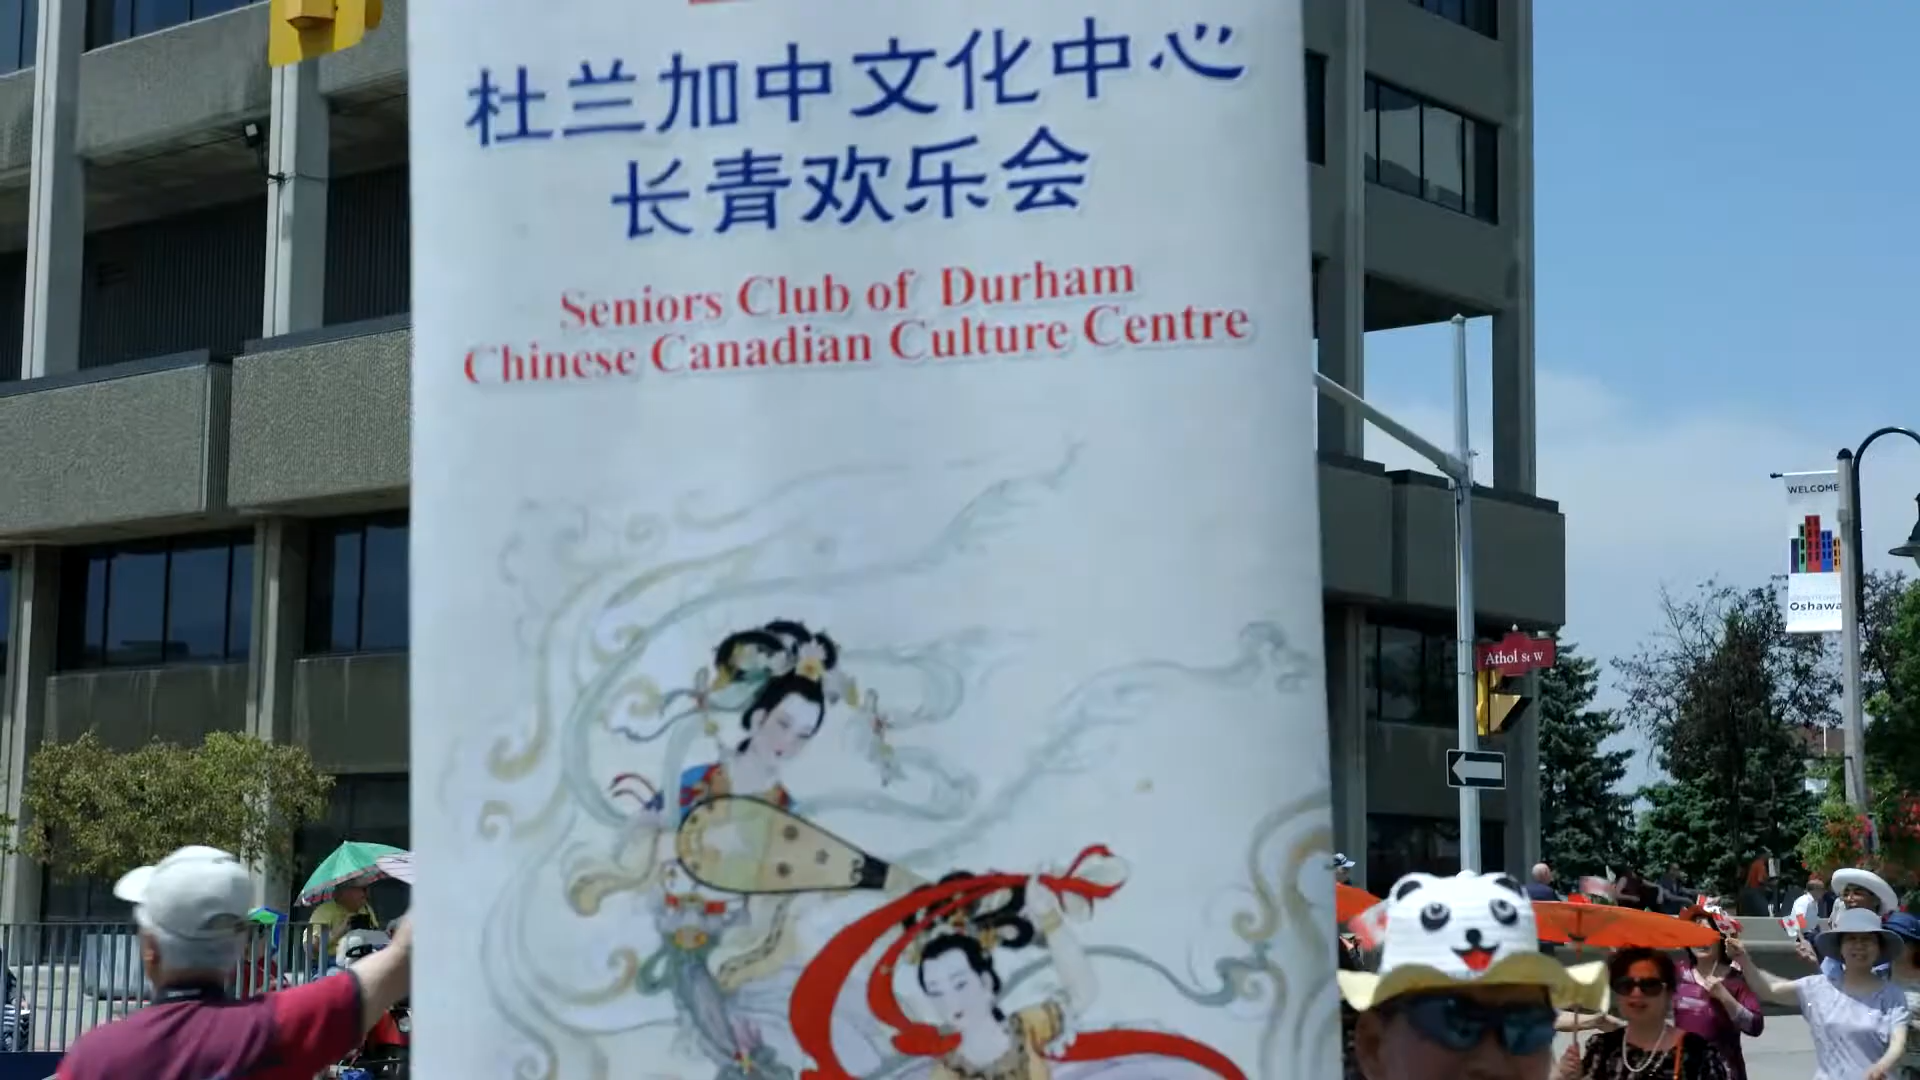 杜兰加中文化中心
长青欢乐会
Seniors Club of Durham
Chinese Canadian Culture Centre
WELCOME
Oshawa
Athol St W